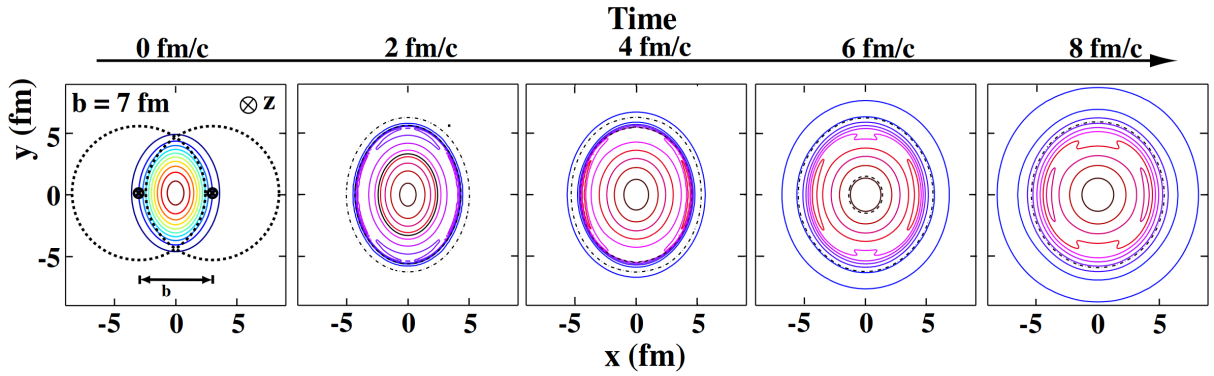 Time
0 fm/c 2 fm/c 4 fm/c 6 fm/c 8 fm/c
b = 7 fm ⊗ z
y (fm)
5
0
-5
b
-5 0 5 -5 0 5 -5 0 5 -5 0 5 -5 0 5
x (fm)